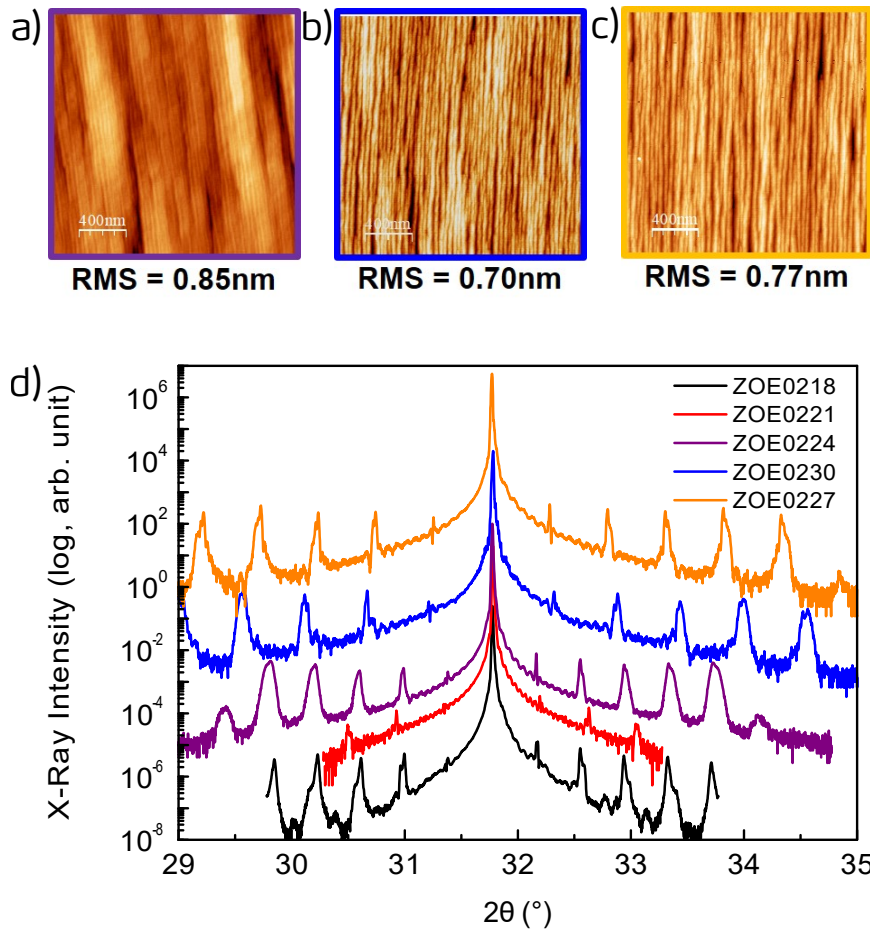 a)
b)
c)
400nm
400nm
400nm
RMS = 0.85nm
RMS = 0.70nm
RMS = 0.77nm
d)
X-Ray Intensity (log, arb. unit)
10^6
10^4
10^2
10^0
10^-2
10^-4
10^-6
10^-8
ZOE0218
ZOE0221
ZOE0224
ZOE0230
ZOE0227
29
30
31
32
33
34
35
2θ (°)